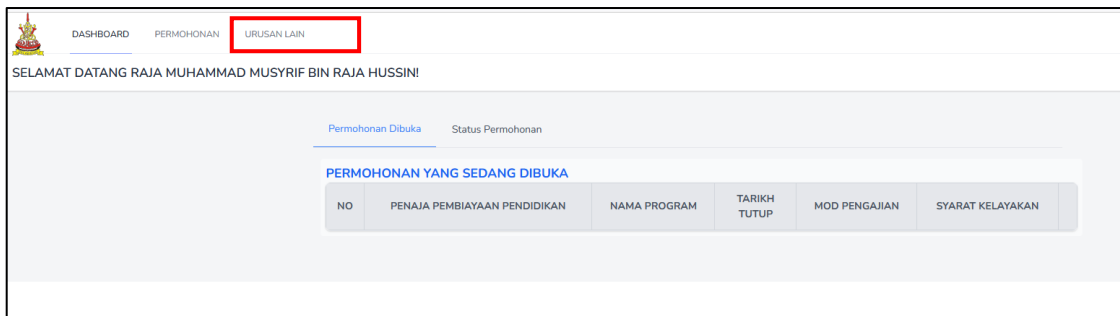 DASHBOARD PERMOHONAN URUSAN LAIN
SELAMAT DATANG RAJA MUHAMMAD MUSYRIF BIN RAJA HUSSIN!
Permohonan Dibuka Status Permohonan
PERMOHONAN YANG SEDANG DIBUKA
NO PENAJA PEMBIAYAAN PENDIDIKAN NAMA PROGRAM TARIKH TUTUP MOD PENGAJIAN SYARAT KELAYAKAN